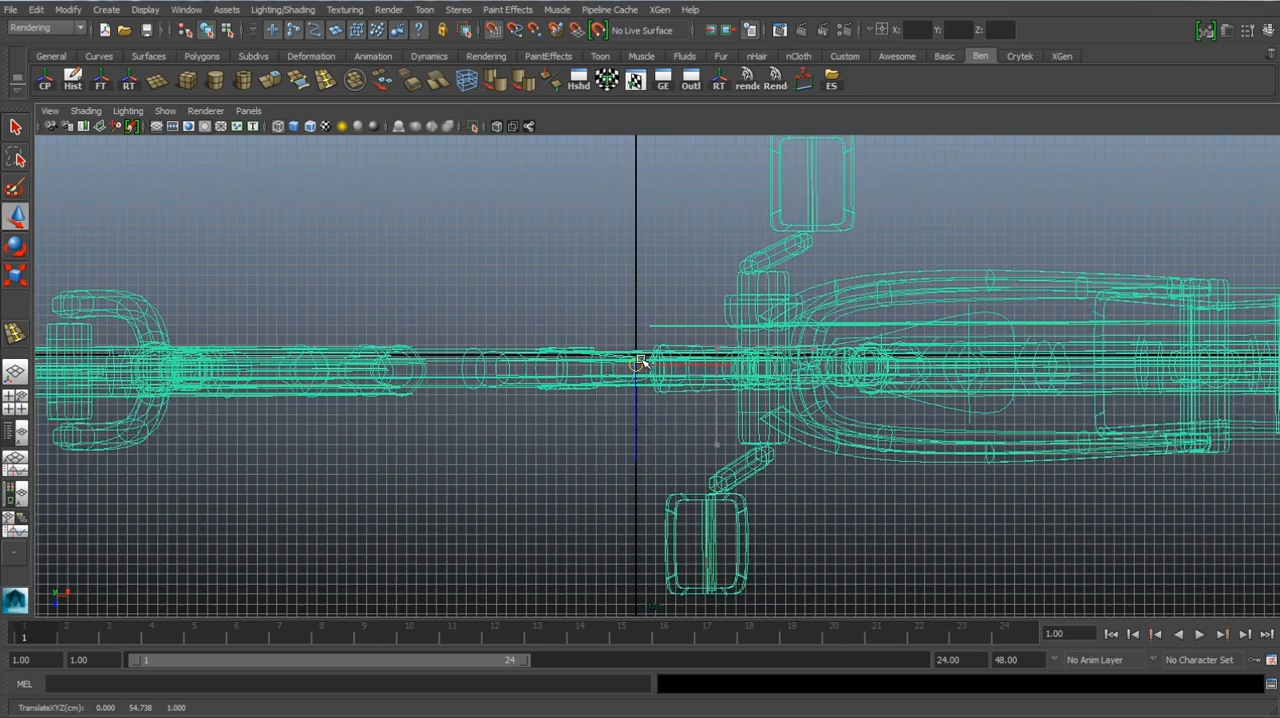 File Edit Modify Create Display Window Assets Lighting/Shading Texturing Render Toon Stereo Paint Effects Muscle Pipeline Cache XGen Help
Rendering No Live Surface X: Y: Z:
General Curves Surfaces Polygons Subdivs Deformation Animation Dynamics Rendering PaintEffects Toon Muscle Fluids Fur nHair nCloth Custom Awesome Basic Ben Crytek XGen
CP Hist FT RT Hshd GE Outl RT rende Rend ES
View Shading Lighting Show Renderer Panels
1 2 3 4 5 6 7 8 9 10 11 12 13 14 15 16 17 18 19 20 21 22 23 24
1 1.00
1.00 1.00 1 24 24.00 48.00 No Anim Layer No Character Set
MEL
TranslateXYZ(cm): 0.000 54.738 1.000